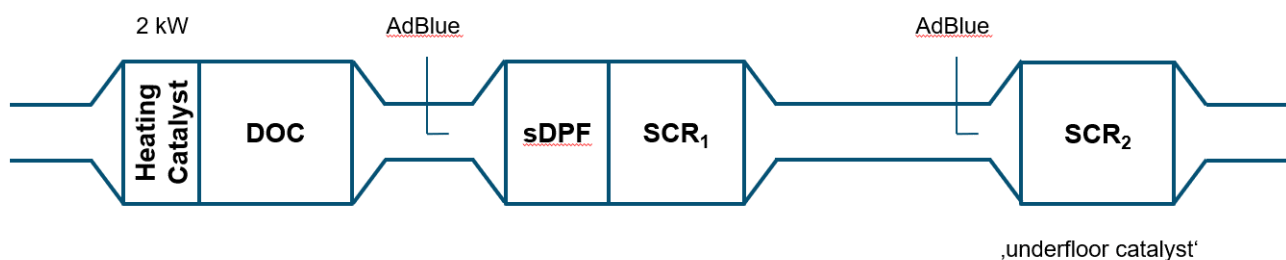 2 kW
AdBlue
AdBlue
Heating
Catalyst
DOC
sDPF
SCR₁
SCR₂
‚underfloor catalyst‘